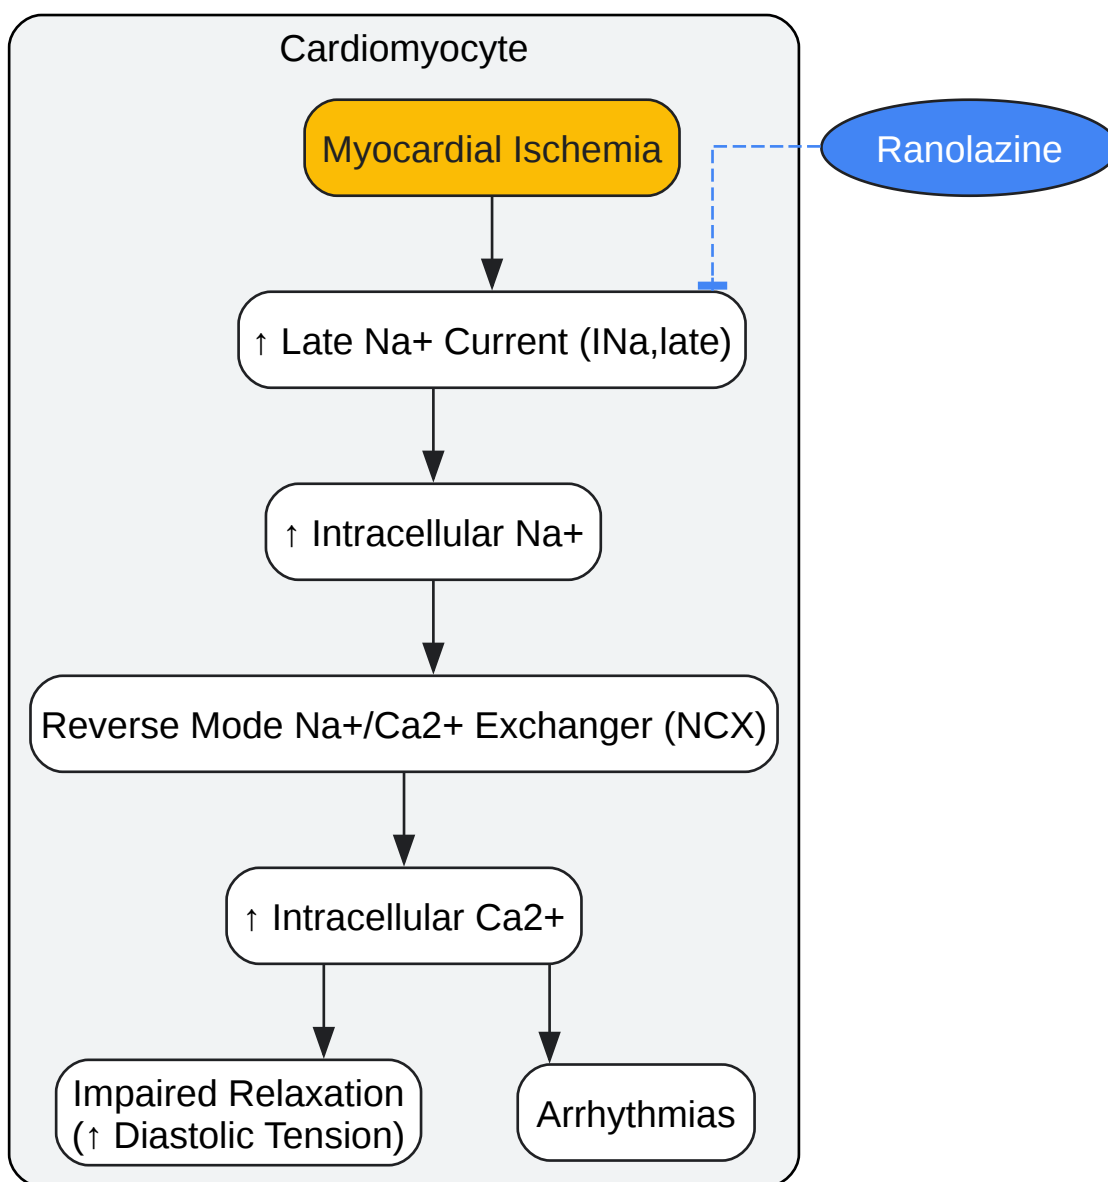 Cardiomyocyte
Myocardial Ischemia
Ranolazine
↑ Late Na+ Current (INa,late)
↑ Intracellular Na+
Reverse Mode Na+/Ca2+ Exchanger (NCX)
↑ Intracellular Ca2+
Impaired Relaxation
(↑ Diastolic Tension)
Arrhythmias